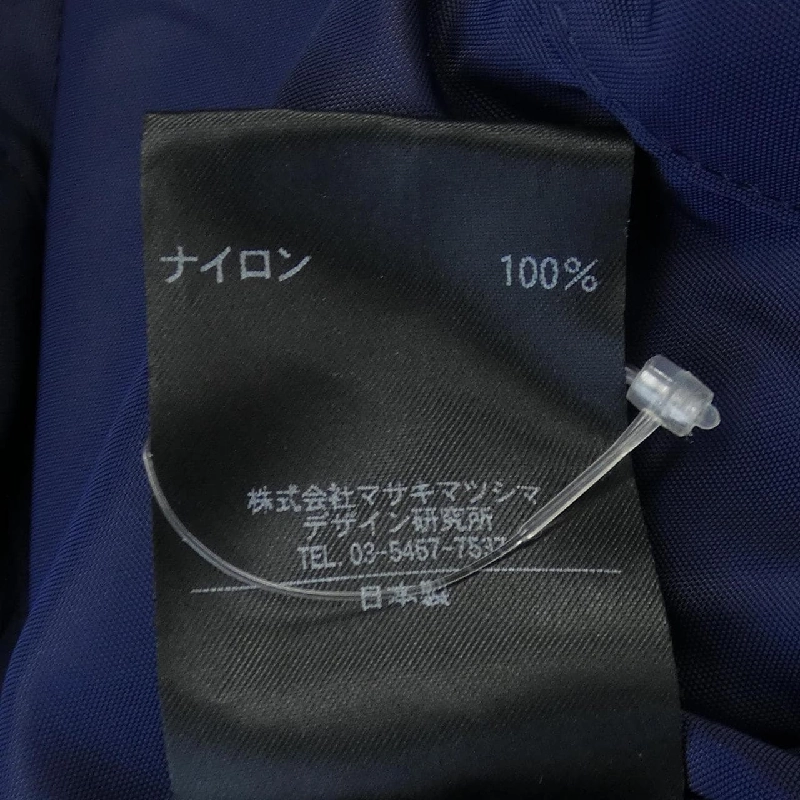 ナイロン 100%
株式会社マサキマツシマ
デザイン研究所
TEL. 03-5457-7537
日本製